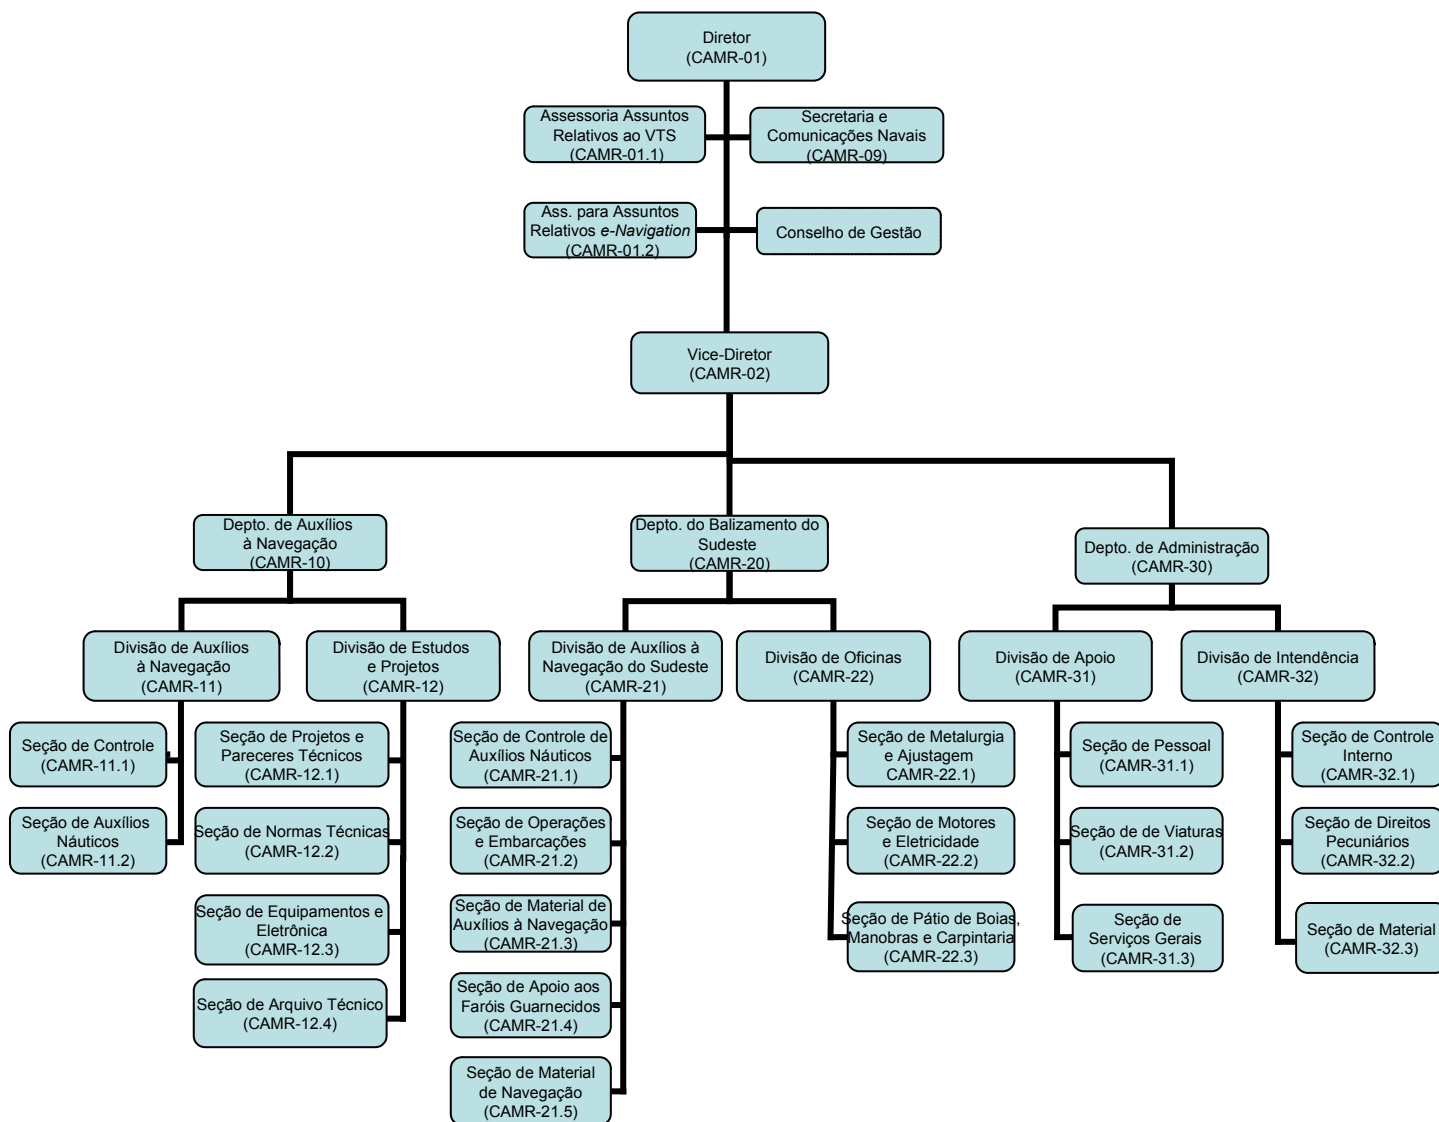 Diretor
(CAMR-01)
Assessoria Assuntos
Relativos ao VTS
(CAMR-01.1)
Secretaria e
Comunicações Navais
(CAMR-09)
Ass. para Assuntos
Relativos e-Navigation
(CAMR-01.2)
Conselho de Gestão
Vice-Diretor
(CAMR-02)
Depto. de Auxílios
à Navegação
(CAMR-10)
Depto. do Balizamento do
Sudeste
(CAMR-20)
Depto. de Administração
(CAMR-30)
Divisão de Auxílios
à Navegação
(CAMR-11)
Divisão de Estudos
e Projetos
(CAMR-12)
Divisão de Auxílios à
Navegação do Sudeste
(CAMR-21)
Divisão de Oficinas
(CAMR-22)
Divisão de Apoio
(CAMR-31)
Divisão de Intendência
(CAMR-32)
Seção de Controle
(CAMR-11.1)
Seção de Auxílios
Náuticos
(CAMR-11.2)
Seção de Projetos e
Pareceres Técnicos
(CAMR-12.1)
Seção de Normas Técnicas
(CAMR-12.2)
Seção de Equipamentos e
Eletrônica
(CAMR-12.3)
Seção de Arquivo Técnico
(CAMR-12.4)
Seção de Controle de
Auxílios Náuticos
(CAMR-21.1)
Seção de Operações
e Embarcações
(CAMR-21.2)
Seção de Material de
Auxílios à Navegação
(CAMR-21.3)
Seção de Apoio aos
Faróis Guarnecidos
(CAMR-21.4)
Seção de Material
de Navegação
(CAMR-21.5)
Seção de Metalurgia
e Ajustagem
CAMR-22.1)
Seção de Motores
e Eletricidade
(CAMR-22.2)
Seção de Pátio de Boias,
Manobras e Carpintaria
(CAMR-22.3)
Seção de Pessoal
(CAMR-31.1)
Seção de de Viaturas
(CAMR-31.2)
Seção de
Serviços Gerais
(CAMR-31.3)
Seção de Controle
Interno
(CAMR-32.1)
Seção de Direitos
Pecuniários
(CAMR-32.2)
Seção de Material
(CAMR-32.3)